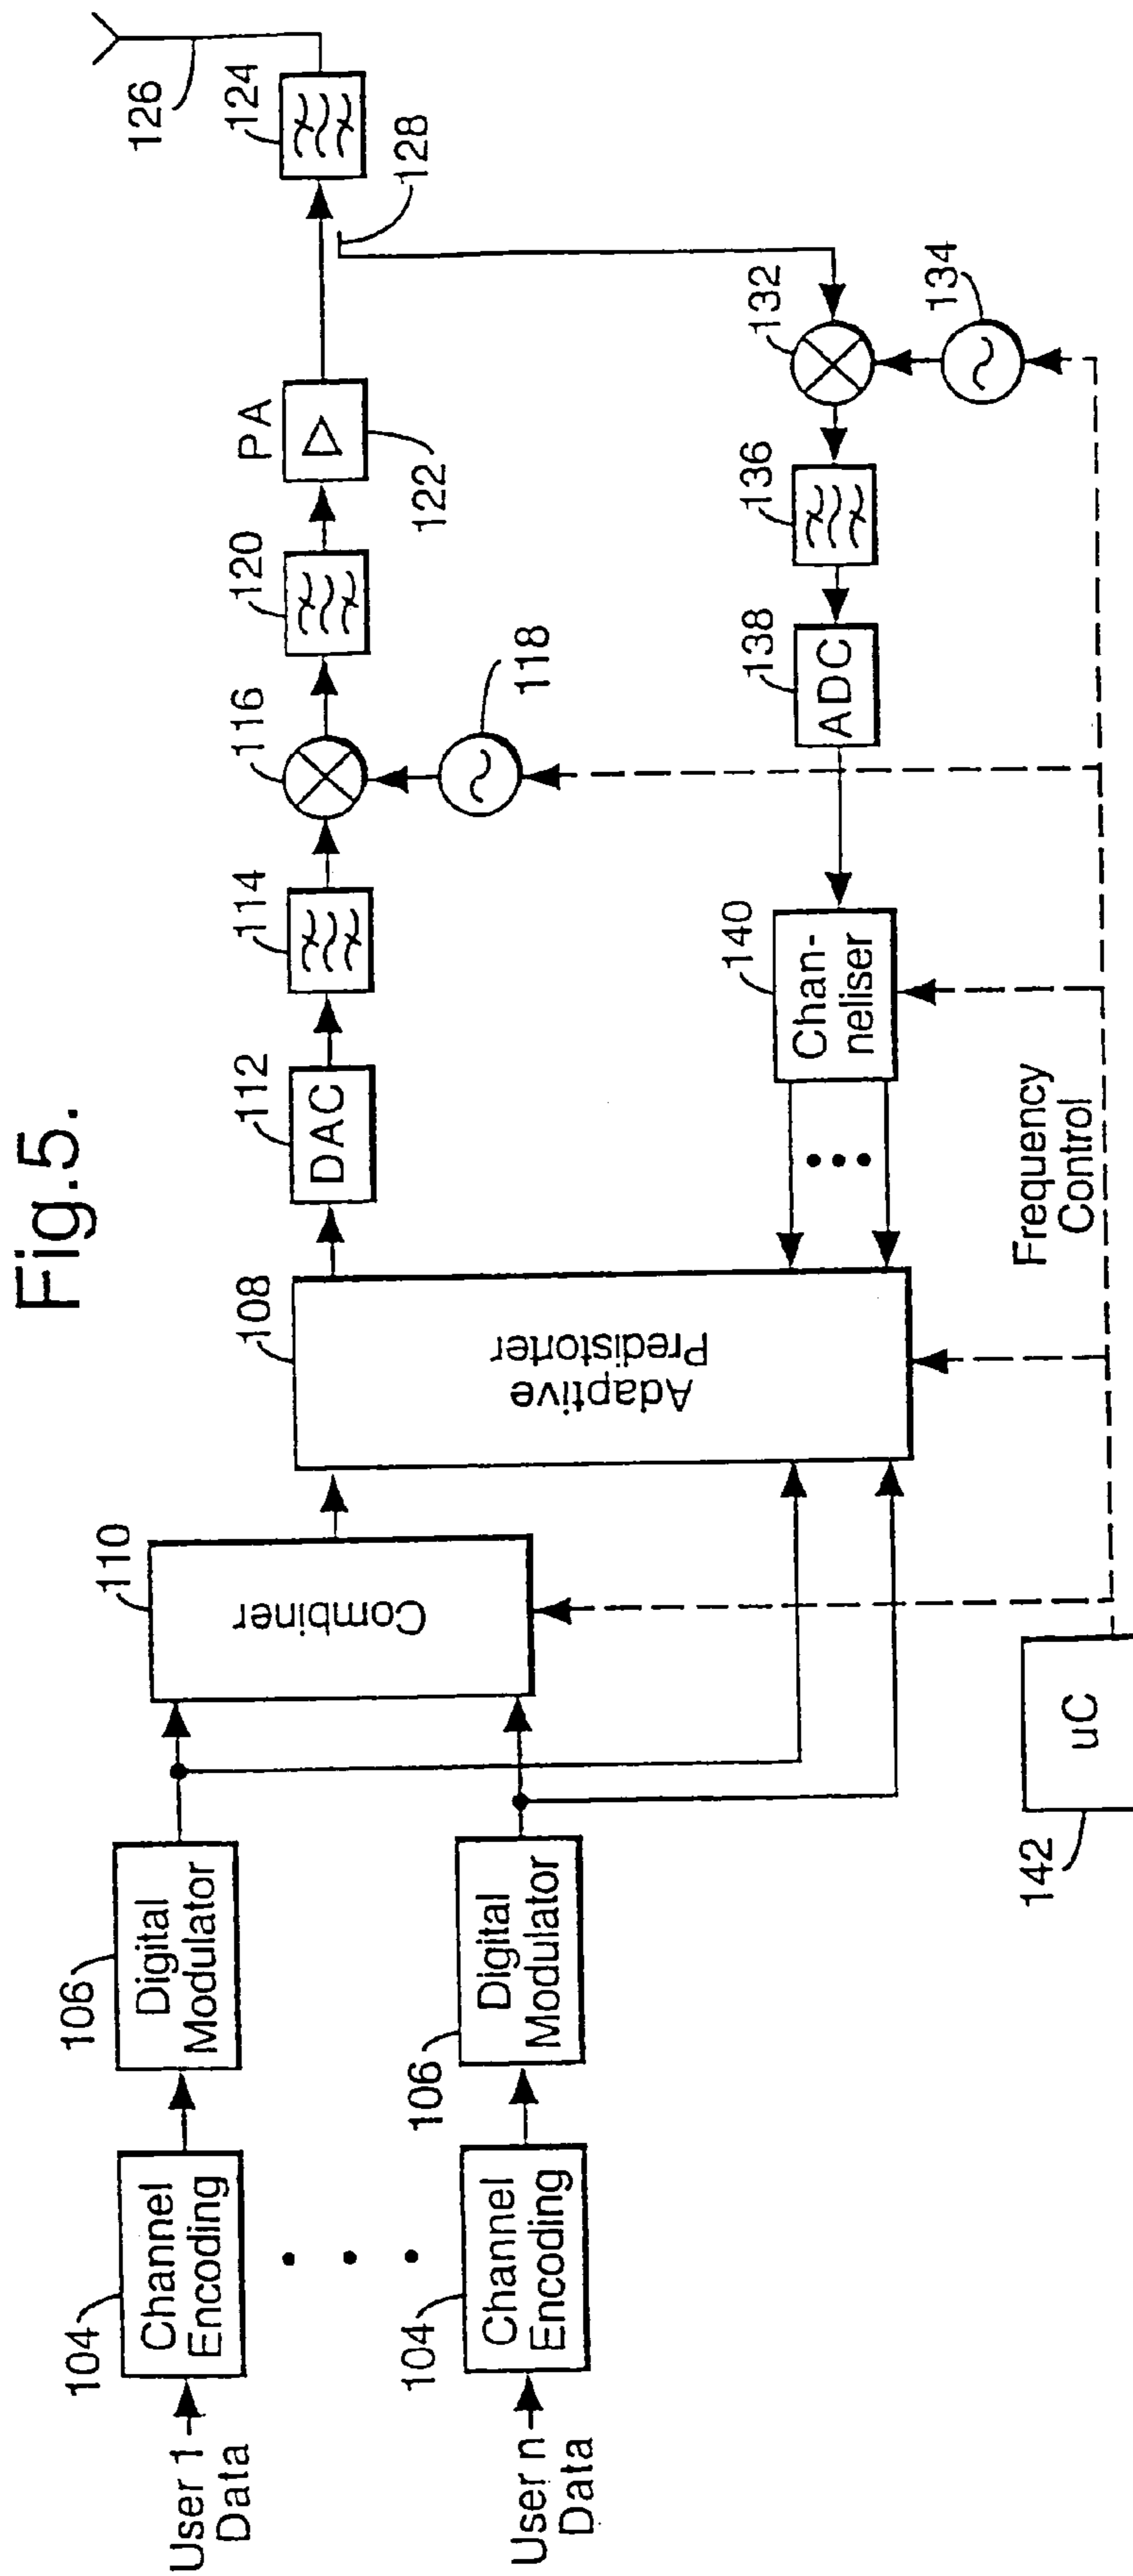 Fig.5.
User 1
Data
104
Channel
Encoding
106
Digital
Modulator
User n
Data
104
Channel
Encoding
106
Digital
Modulator
110
Combiner
108
Adaptive
Predistorter
112
DAC
114
116
118
120
PA
122
124
126
128
132
134
136
138
ADC
140
Chan-
neliser
Frequency
Control
142
uC